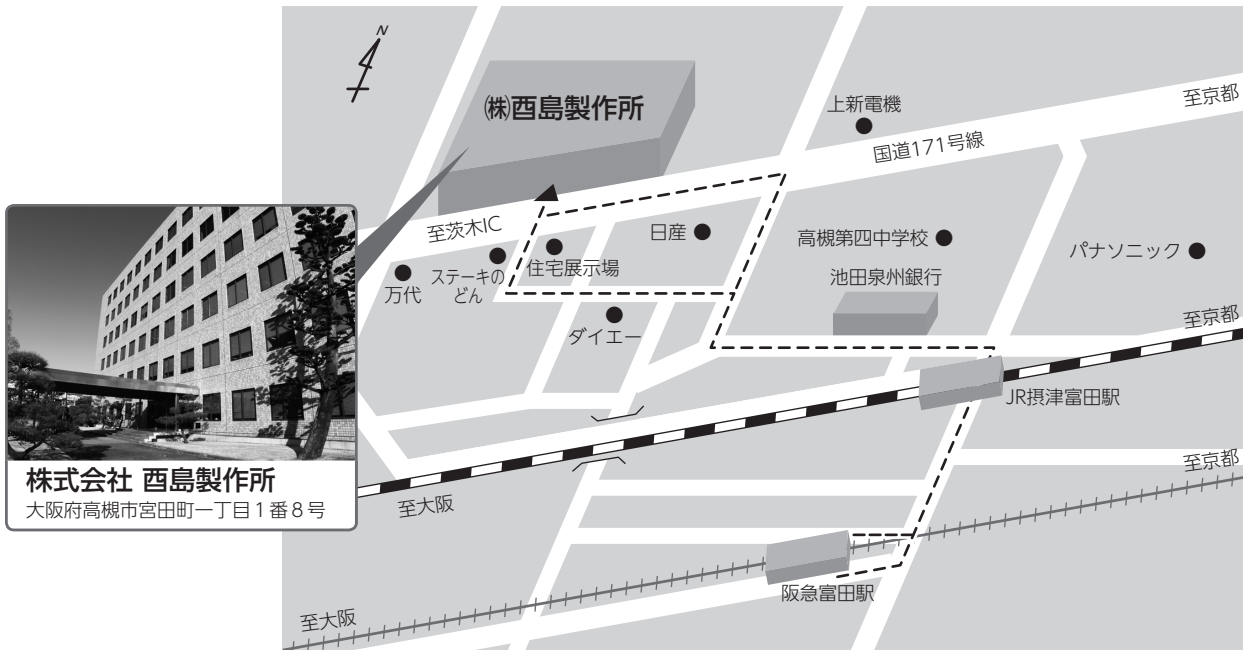 N
㈱酉島製作所
上新電機
至京都
国道171号線
至茨木IC
日産
高槻第四中学校
パナソニック
住宅展示場
ステーキの
どん
万代
池田泉州銀行
ダイエー
至京都
JR摂津富田駅
株式会社 酉島製作所
大阪府高槻市宮田町一丁目1番8号
至大阪
至京都
阪急富田駅
至大阪